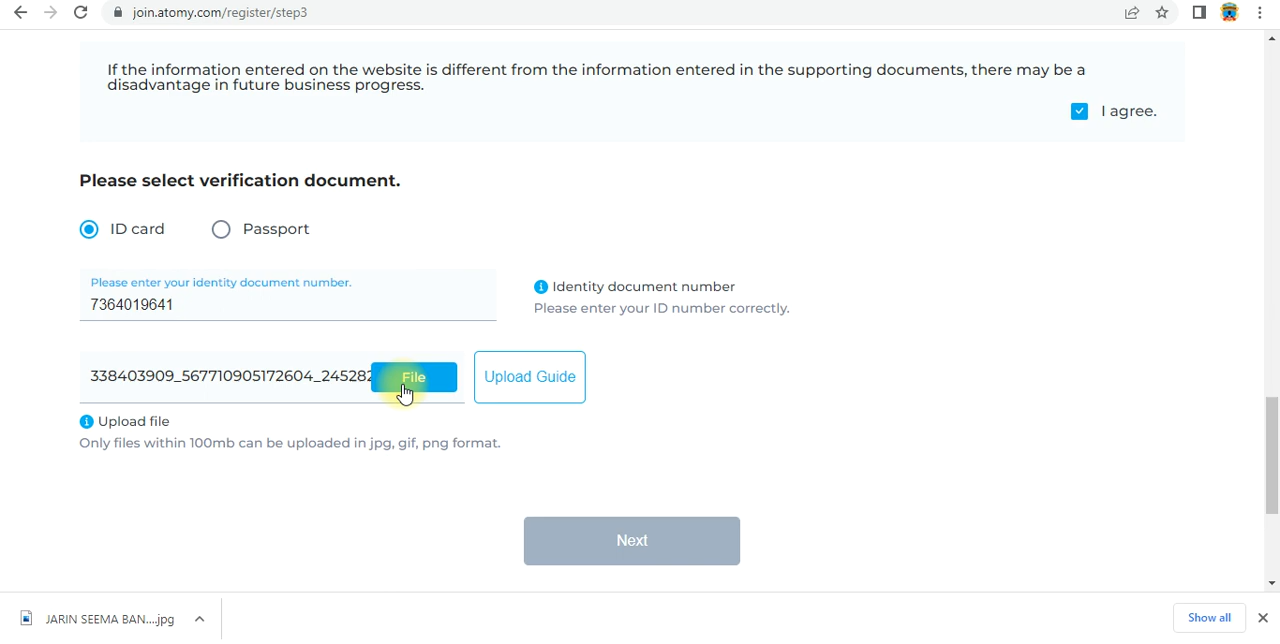 join.atomy.com/register/step3
If the information entered on the website is different from the information entered in the supporting documents, there may be a
disadvantage in future business progress.
I agree.
Please select verification document.
ID card Passport
Please enter your identity document number.
7364019641
Identity document number
Please enter your ID number correctly.
338403909_567710905172604_245282 File Upload Guide
Upload file
Only files within 100mb can be uploaded in jpg, gif, png format.
Next
JARIN SEEMA BAN....jpg Show all